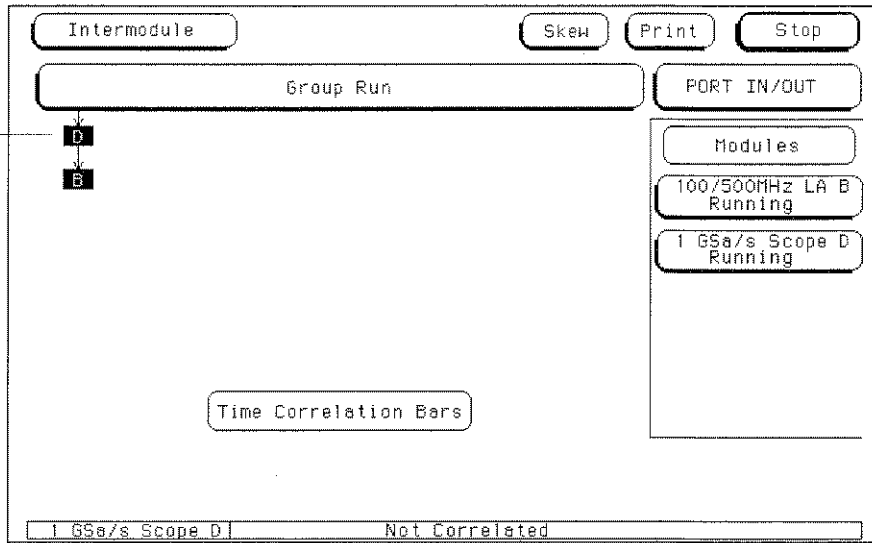 Intermodule
Skew
Print
Stop
Group Run
PORT IN/OUT
D
B
Modules
100/500MHz LA B
Running
1 GSa/s Scope D
Running
Time Correlation Bars
1 GSa/s Scope D
Not Correlated